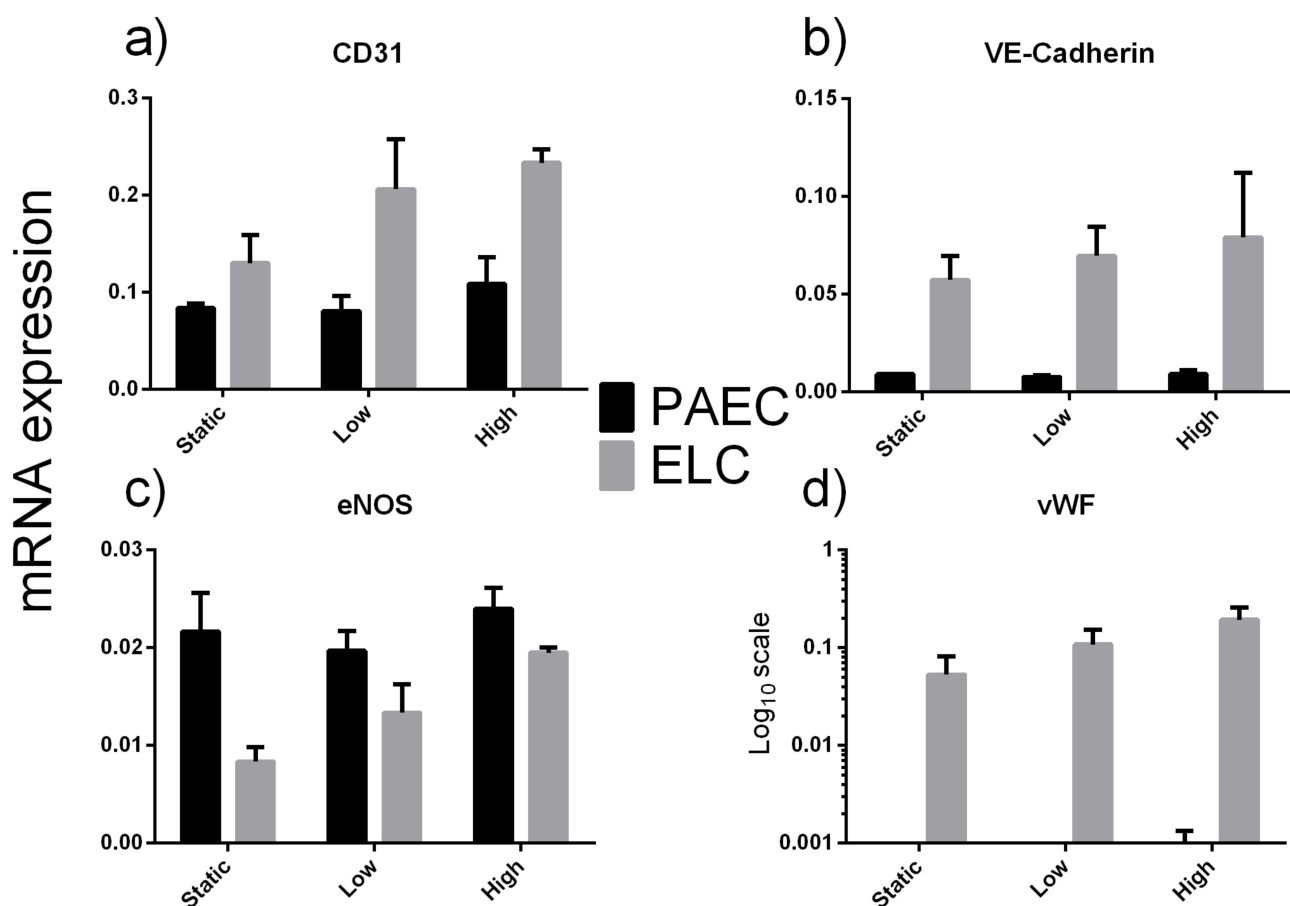 mRNA expression
a)
CD31
0.3
0.2
0.1
0.0
Static
Low
High
b)
VE-Cadherin
0.15
0.10
0.05
0.00
Static
Low
High
PAEC
ELC
c)
eNOS
0.03
0.02
0.01
0.00
Static
Low
High
d)
vWF
Log10 scale
1
0.1
0.01
0.001
Static
Low
High